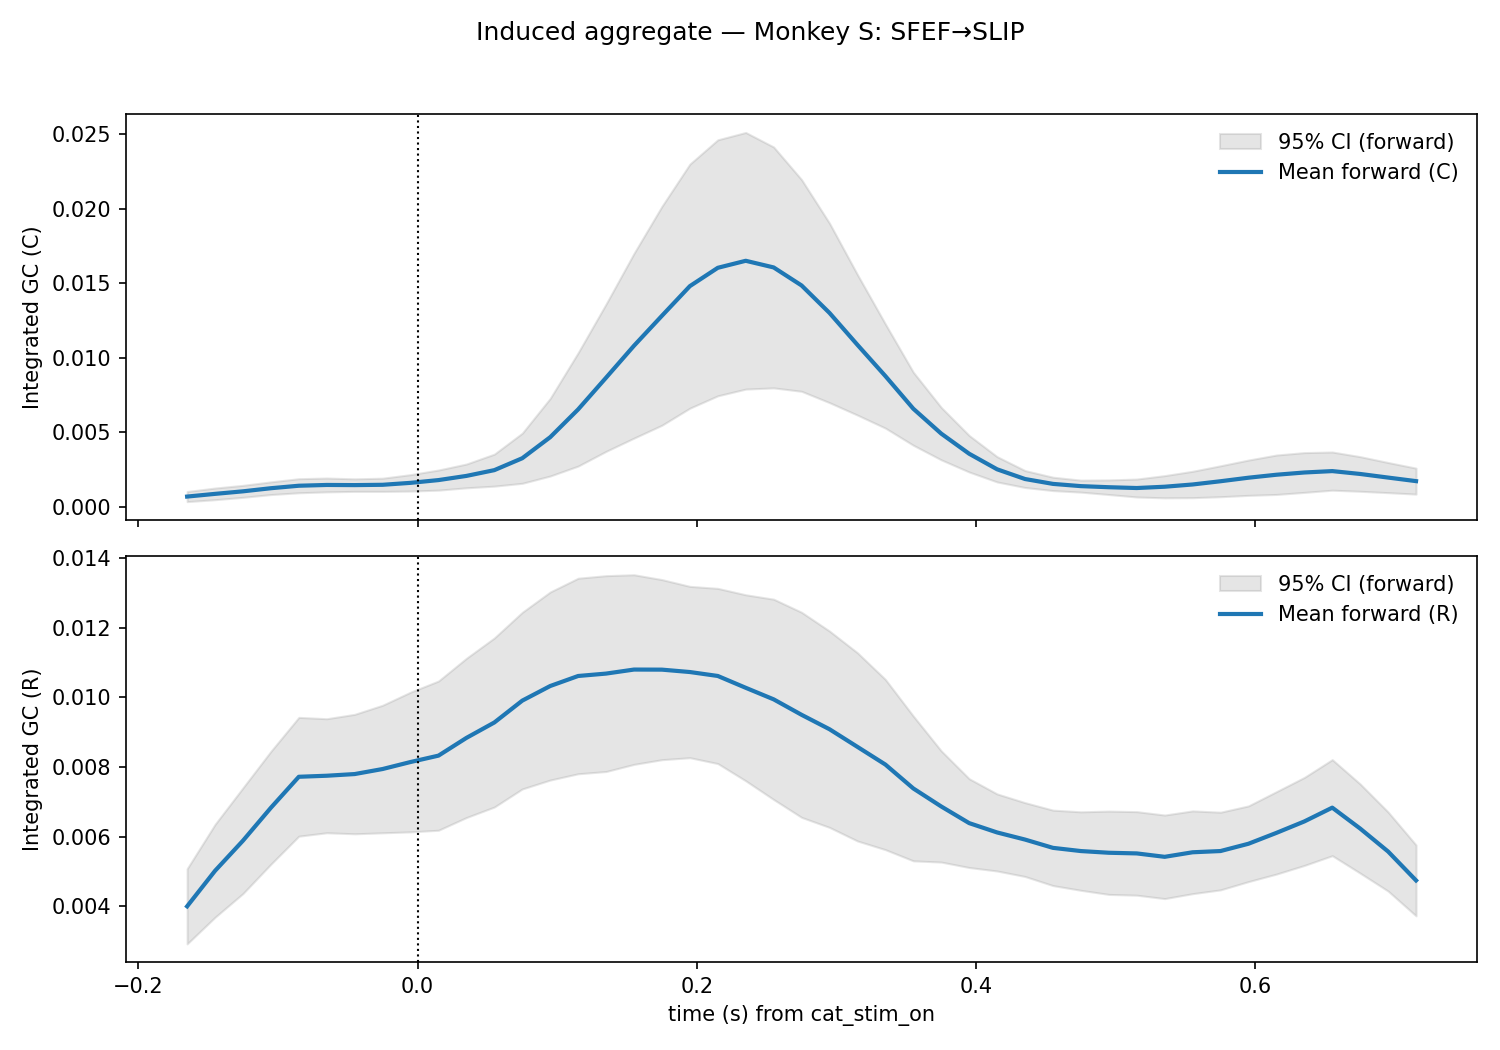 Induced aggregate — Monkey S: SFEF→SLIP
Integrated GC (C)
0.025
0.020
0.015
0.010
0.005
0.000
95% CI (forward)
Mean forward (C)
Integrated GC (R)
0.014
0.012
0.010
0.008
0.006
0.004
95% CI (forward)
Mean forward (R)
−0.2 0.0 0.2 0.4 0.6
time (s) from cat_stim_on